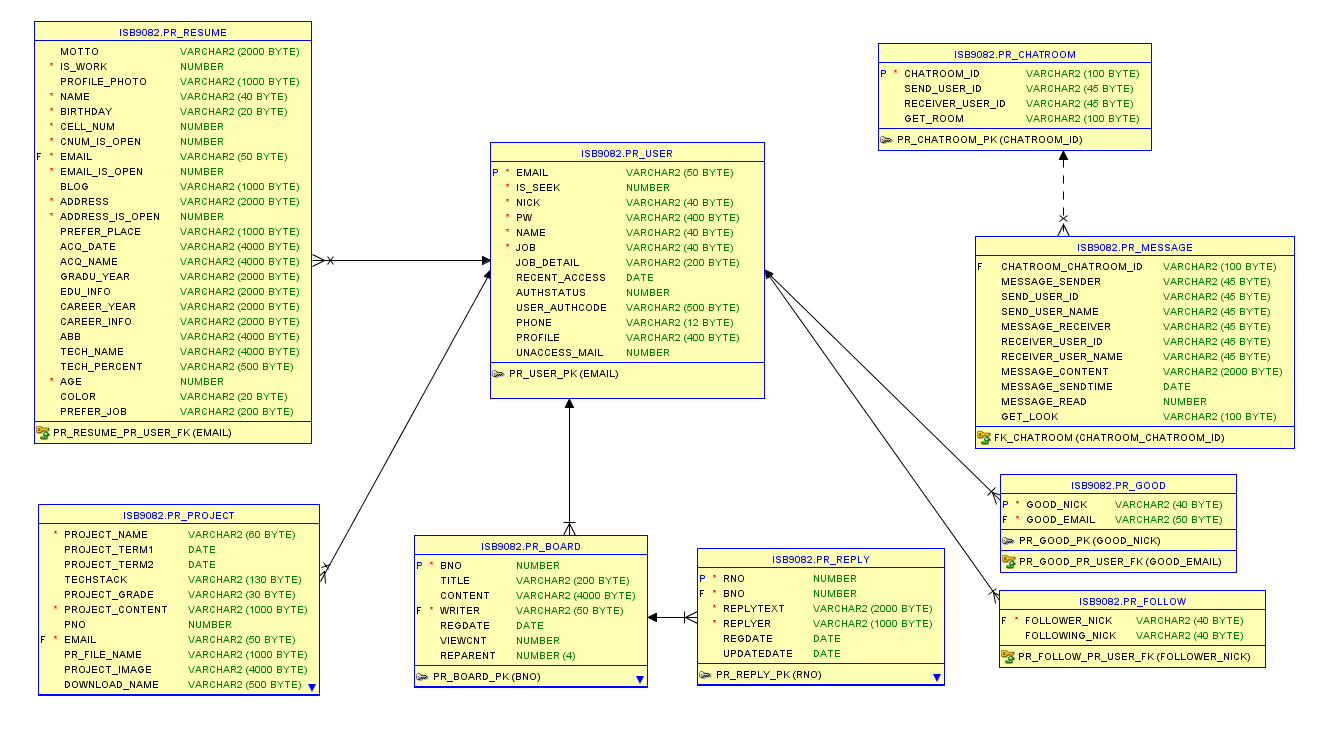 ISB9082.PR_RESUME
MOTTO VARCHAR2 (2000 BYTE)
* IS_WORK NUMBER
PROFILE_PHOTO VARCHAR2 (1000 BYTE)
* NAME VARCHAR2 (40 BYTE)
* BIRTHDAY VARCHAR2 (20 BYTE)
* CELL_NUM NUMBER
* CNUM_IS_OPEN NUMBER
F * EMAIL VARCHAR2 (50 BYTE)
* EMAIL_IS_OPEN NUMBER
BLOG VARCHAR2 (1000 BYTE)
* ADDRESS VARCHAR2 (2000 BYTE)
* ADDRESS_IS_OPEN NUMBER
PREFER_PLACE VARCHAR2 (1000 BYTE)
ACQ_DATE VARCHAR2 (4000 BYTE)
ACQ_NAME VARCHAR2 (4000 BYTE)
GRADU_YEAR VARCHAR2 (2000 BYTE)
EDU_INFO VARCHAR2 (2000 BYTE)
CAREER_YEAR VARCHAR2 (2000 BYTE)
CAREER_INFO VARCHAR2 (2000 BYTE)
ABB VARCHAR2 (4000 BYTE)
TECH_NAME VARCHAR2 (4000 BYTE)
TECH_PERCENT VARCHAR2 (500 BYTE)
* AGE NUMBER
COLOR VARCHAR2 (20 BYTE)
PREFER_JOB VARCHAR2 (200 BYTE)
PR_RESUME_PR_USER_FK (EMAIL)
ISB9082.PR_USER
P * EMAIL VARCHAR2 (50 BYTE)
* IS_SEEK NUMBER
* NICK VARCHAR2 (40 BYTE)
* PW VARCHAR2 (400 BYTE)
* NAME VARCHAR2 (40 BYTE)
* JOB VARCHAR2 (40 BYTE)
JOB_DETAIL VARCHAR2 (200 BYTE)
RECENT_ACCESS DATE
AUTHSTATUS NUMBER
USER_AUTHCODE VARCHAR2 (500 BYTE)
PHONE VARCHAR2 (12 BYTE)
PROFILE VARCHAR2 (400 BYTE)
UNACCESS_MAIL NUMBER
PR_USER_PK (EMAIL)
ISB9082.PR_CHATROOM
P * CHATROOM_ID VARCHAR2 (100 BYTE)
SEND_USER_ID VARCHAR2 (45 BYTE)
RECEIVER_USER_ID VARCHAR2 (45 BYTE)
GET_ROOM VARCHAR2 (100 BYTE)
PR_CHATROOM_PK (CHATROOM_ID)
ISB9082.PR_MESSAGE
F CHATROOM_CHATROOM_ID VARCHAR2 (100 BYTE)
MESSAGE_SENDER VARCHAR2 (45 BYTE)
SEND_USER_ID VARCHAR2 (45 BYTE)
SEND_USER_NAME VARCHAR2 (45 BYTE)
MESSAGE_RECEIVER VARCHAR2 (45 BYTE)
RECEIVER_USER_ID VARCHAR2 (45 BYTE)
RECEIVER_USER_NAME VARCHAR2 (45 BYTE)
MESSAGE_CONTENT VARCHAR2 (2000 BYTE)
MESSAGE_SENDTIME DATE
MESSAGE_READ NUMBER
GET_LOOK VARCHAR2 (100 BYTE)
FK_CHATROOM (CHATROOM_CHATROOM_ID)
ISB9082.PR_PROJECT
* PROJECT_NAME VARCHAR2 (60 BYTE)
PROJECT_TERM1 DATE
PROJECT_TERM2 DATE
TECHSTACK VARCHAR2 (130 BYTE)
PROJECT_GRADE VARCHAR2 (30 BYTE)
* PROJECT_CONTENT VARCHAR2 (1000 BYTE)
PNO NUMBER
F * EMAIL VARCHAR2 (50 BYTE)
PR_FILE_NAME VARCHAR2 (1000 BYTE)
PROJECT_IMAGE VARCHAR2 (4000 BYTE)
DOWNLOAD_NAME VARCHAR2 (500 BYTE)
ISB9082.PR_BOARD
P * BNO NUMBER
TITLE VARCHAR2 (200 BYTE)
CONTENT VARCHAR2 (4000 BYTE)
F * WRITER VARCHAR2 (50 BYTE)
REGDATE DATE
VIEWCNT NUMBER
REPARENT NUMBER (4)
PR_BOARD_PK (BNO)
ISB9082.PR_REPLY
P * RNO NUMBER
F * BNO NUMBER
* REPLYTEXT VARCHAR2 (2000 BYTE)
* REPLYER VARCHAR2 (1000 BYTE)
REGDATE DATE
UPDATEDATE DATE
PR_REPLY_PK (RNO)
ISB9082.PR_GOOD
P * GOOD_NICK VARCHAR2 (40 BYTE)
F * GOOD_EMAIL VARCHAR2 (50 BYTE)
PR_GOOD_PK (GOOD_NICK)
PR_GOOD_PR_USER_FK (GOOD_EMAIL)
ISB9082.PR_FOLLOW
F * FOLLOWER_NICK VARCHAR2 (40 BYTE)
FOLLOWING_NICK VARCHAR2 (40 BYTE)
PR_FOLLOW_PR_USER_FK (FOLLOWER_NICK)